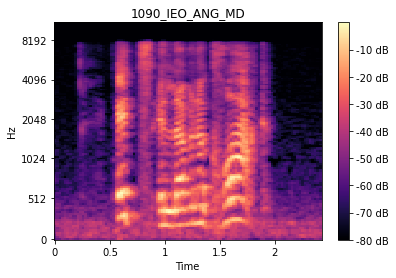 1090_IEO_ANG_MD
8192
4096
2048
1024
512
0
Hz
0
0.5
1
1.5
2
Time
-10 dB
-20 dB
-30 dB
-40 dB
-50 dB
-60 dB
-70 dB
-80 dB